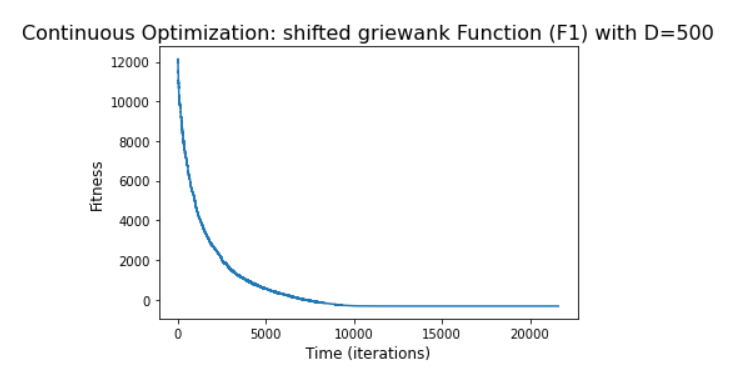 Continuous Optimization: shifted griewank Function (F1) with D=500
12000
10000
8000
6000
4000
2000
0
Fitness
0 5000 10000 15000 20000
Time (iterations)